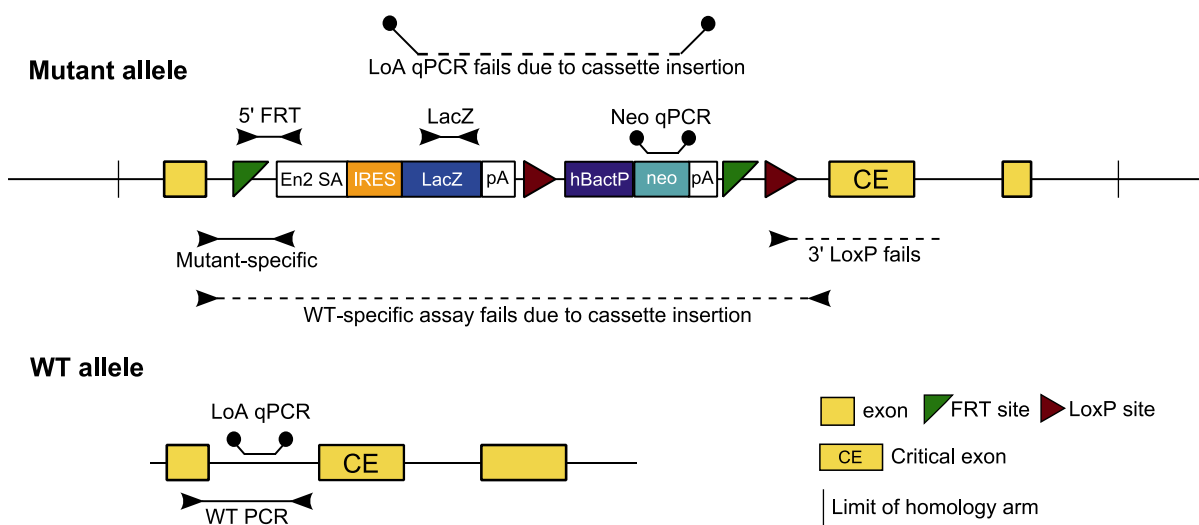 LoA qPCR fails due to cassette insertion
Mutant allele
5' FRT
LacZ
Neo qPCR
En2 SA
IRES
LacZ
pA
hBactP
neo
pA
CE
Mutant-specific
3' LoxP fails
WT-specific assay fails due to cassette insertion
WT allele
LoA qPCR
CE
WT PCR
exon
FRT site
LoxP site
CE
Critical exon
Limit of homology arm